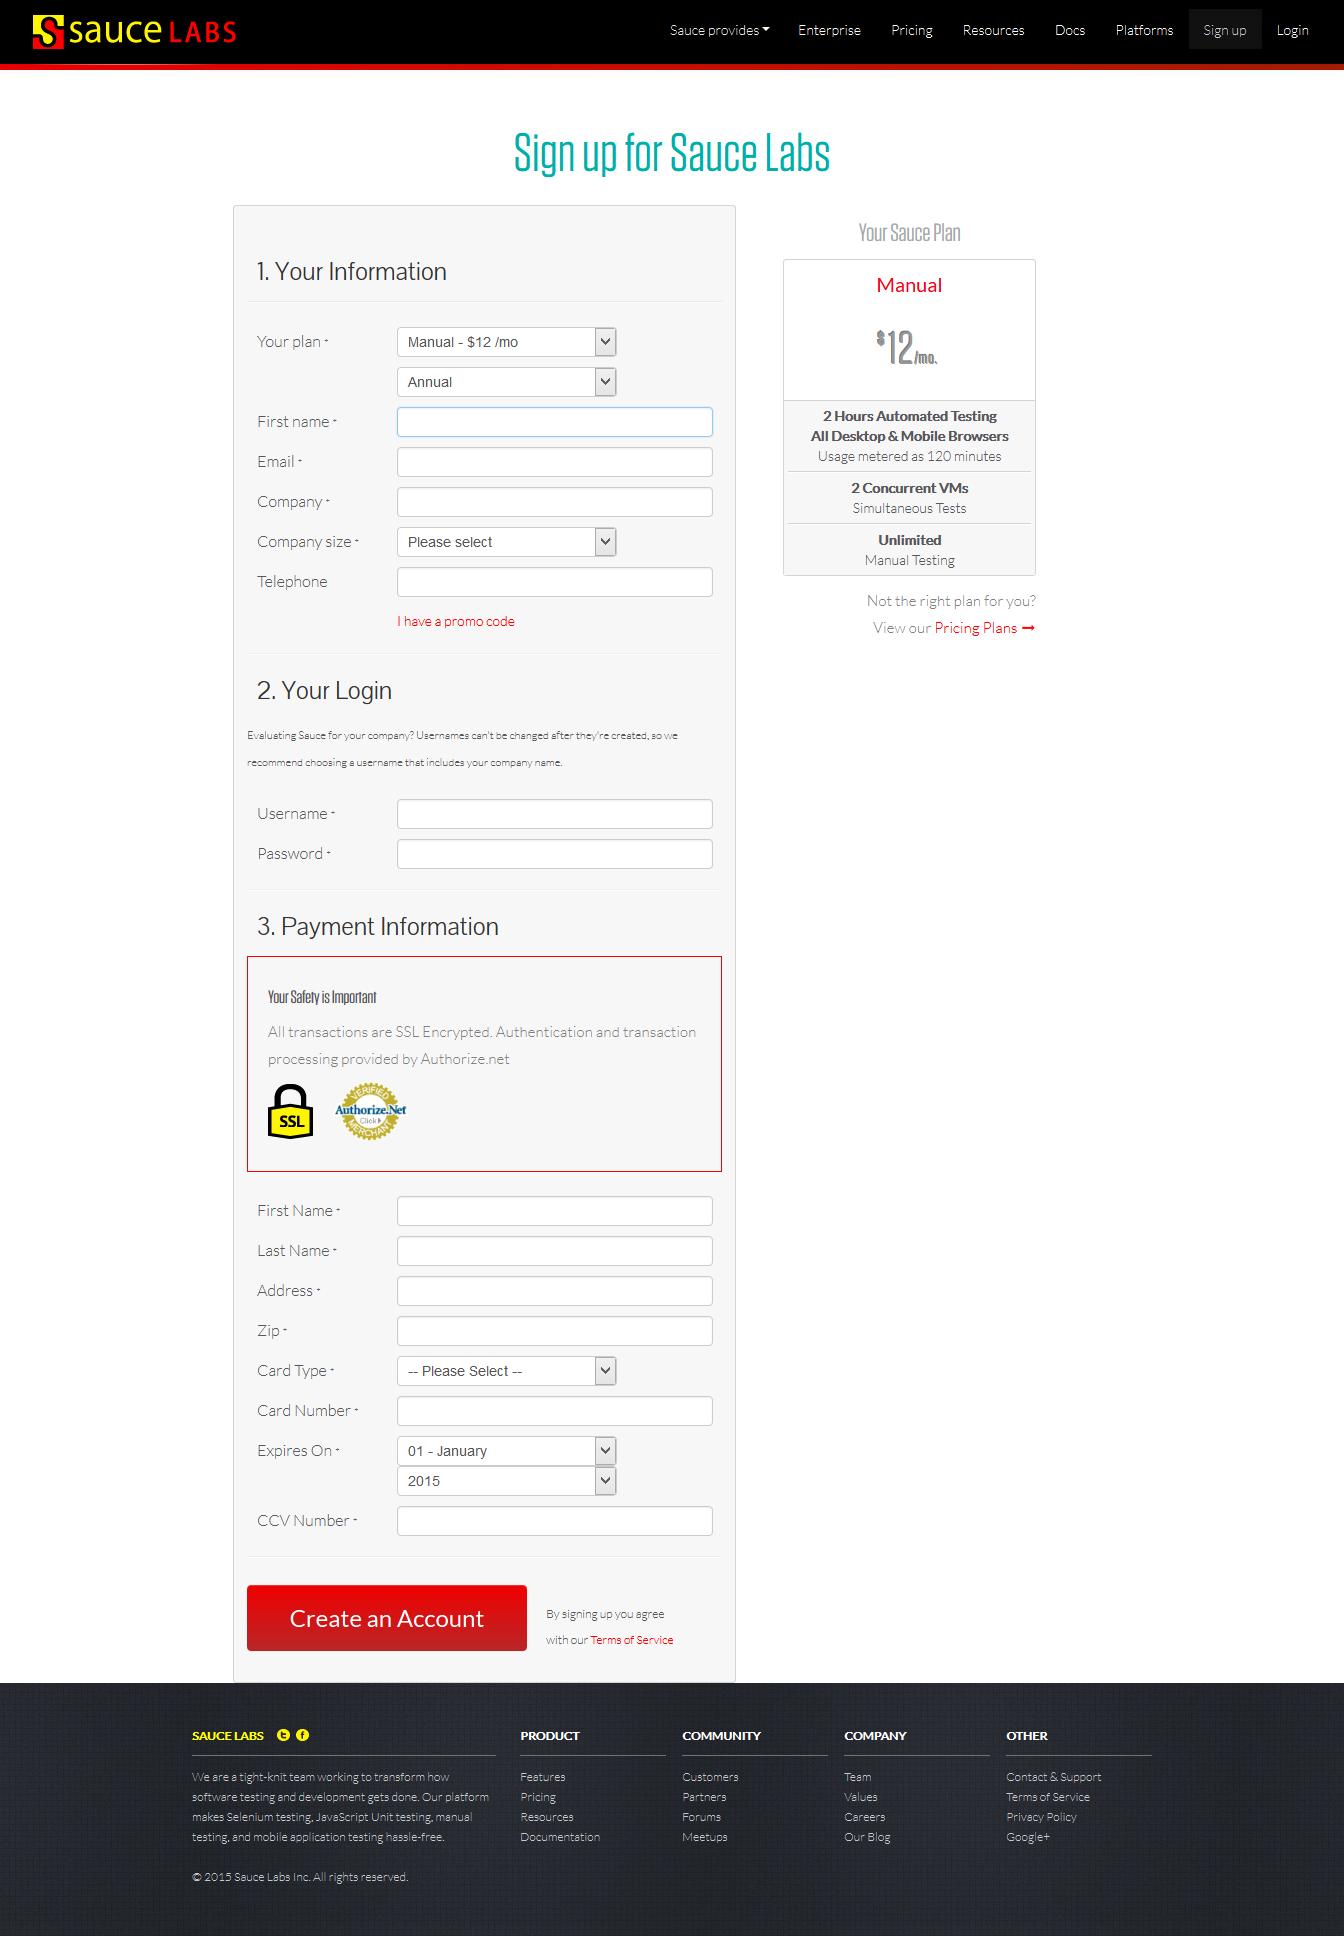 sauce LABS
Sauce provides
Enterprise
Pricing
Resources
Docs
Platforms
Sign up
Login
Sign up for Sauce Labs
1. Your Information
Your plan *
Manual - $12 /mo
Annual
First name *
Email *
Company *
Company size *
Please select
Telephone
I have a promo code
2. Your Login
Evaluating Sauce for your company? Usernames can't be changed after they're created, so we
recommend choosing a username that includes your company name.
Username *
Password *
3. Payment Information
Your Safety is Important
All transactions are SSL Encrypted. Authentication and transaction
processing provided by Authorize.net
SSL
VERIFIED
Authorize.Net
Click
MERCHANT
First Name *
Last Name *
Address *
Zip *
Card Type *
-- Please Select --
Card Number *
Expires On *
01 - January
2015
CCV Number *
Create an Account
By signing up you agree
with our Terms of Service
Your Sauce Plan
Manual
$12/mo.
2 Hours Automated Testing
All Desktop & Mobile Browsers
Usage metered as 120 minutes
2 Concurrent VMs
Simultaneous Tests
Unlimited
Manual Testing
Not the right plan for you?
View our Pricing Plans →
SAUCE LABS
We are a tight-knit team working to transform how
software testing and development gets done. Our platform
makes Selenium testing, JavaScript Unit testing, manual
testing, and mobile application testing hassle-free.
© 2015 Sauce Labs Inc. All rights reserved.
PRODUCT
Features
Pricing
Resources
Documentation
COMMUNITY
Customers
Partners
Forums
Meetups
COMPANY
Team
Values
Careers
Our Blog
OTHER
Contact & Support
Terms of Service
Privacy Policy
Google+